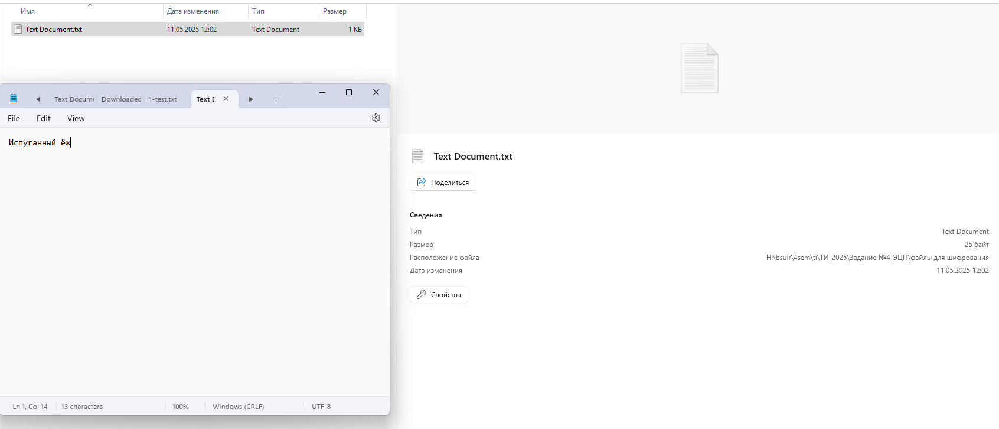 Имя Дата изменения Тип Размер
Text Document.txt 11.05.2025 12:02 Text Document 1 КБ
Text Docume Downloaded 1-test.txt Text D
File Edit View
Испуганный ёж
Ln 1, Col 14 13 characters 100% Windows (CRLF) UTF-8
Text Document.txt
Поделиться
Сведения
Тип Text Document
Размер 25 байт
Расположение файла H:\bsuir\4sem\ti\ТИ_2025\Задание №4_ЭЦП\файлы для шифрования
Дата изменения 11.05.2025 12:02
Свойства